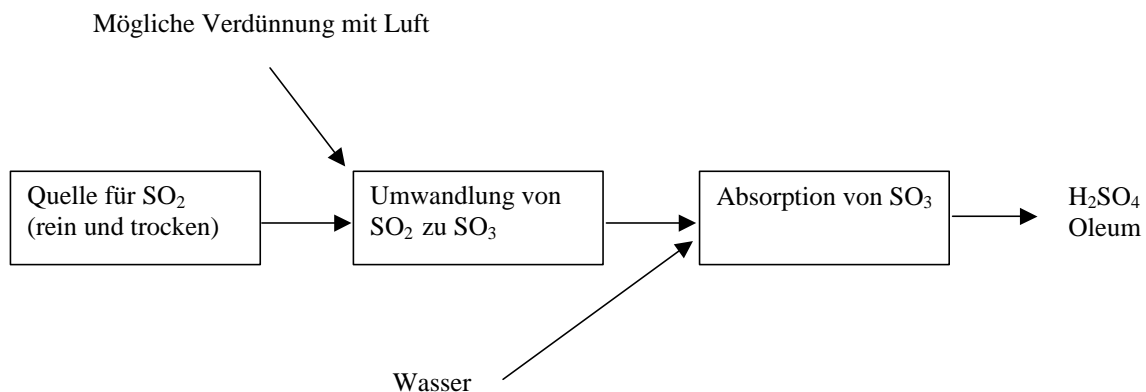 Mögliche Verdünnung mit Luft
Quelle für SO₂
(rein und trocken)
Umwandlung von
SO₂ zu SO₃
Absorption von SO₃
H₂SO₄
Oleum
Wasser